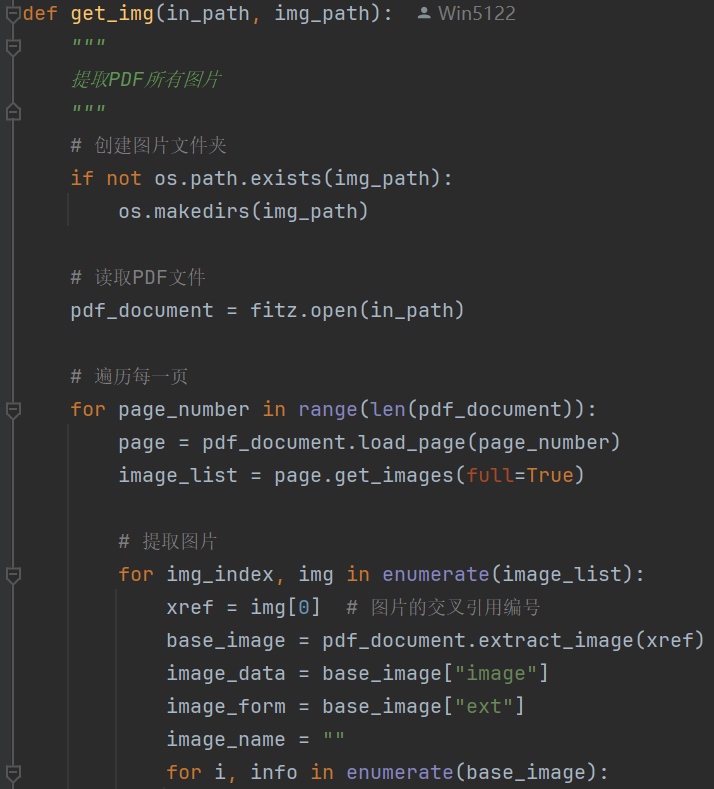 def get_img(in_path, img_path): Win5122
"""
提取PDF所有图片
"""
# 创建图片文件夹
if not os.path.exists(img_path):
os.makedirs(img_path)
# 读取PDF文件
pdf_document = fitz.open(in_path)
# 遍历每一页
for page_number in range(len(pdf_document)):
page = pdf_document.load_page(page_number)
image_list = page.get_images(full=True)
# 提取图片
for img_index, img in enumerate(image_list):
xref = img[0] # 图片的交叉引用编号
base_image = pdf_document.extract_image(xref)
image_data = base_image["image"]
image_form = base_image["ext"]
image_name = ""
for i, info in enumerate(base_image):